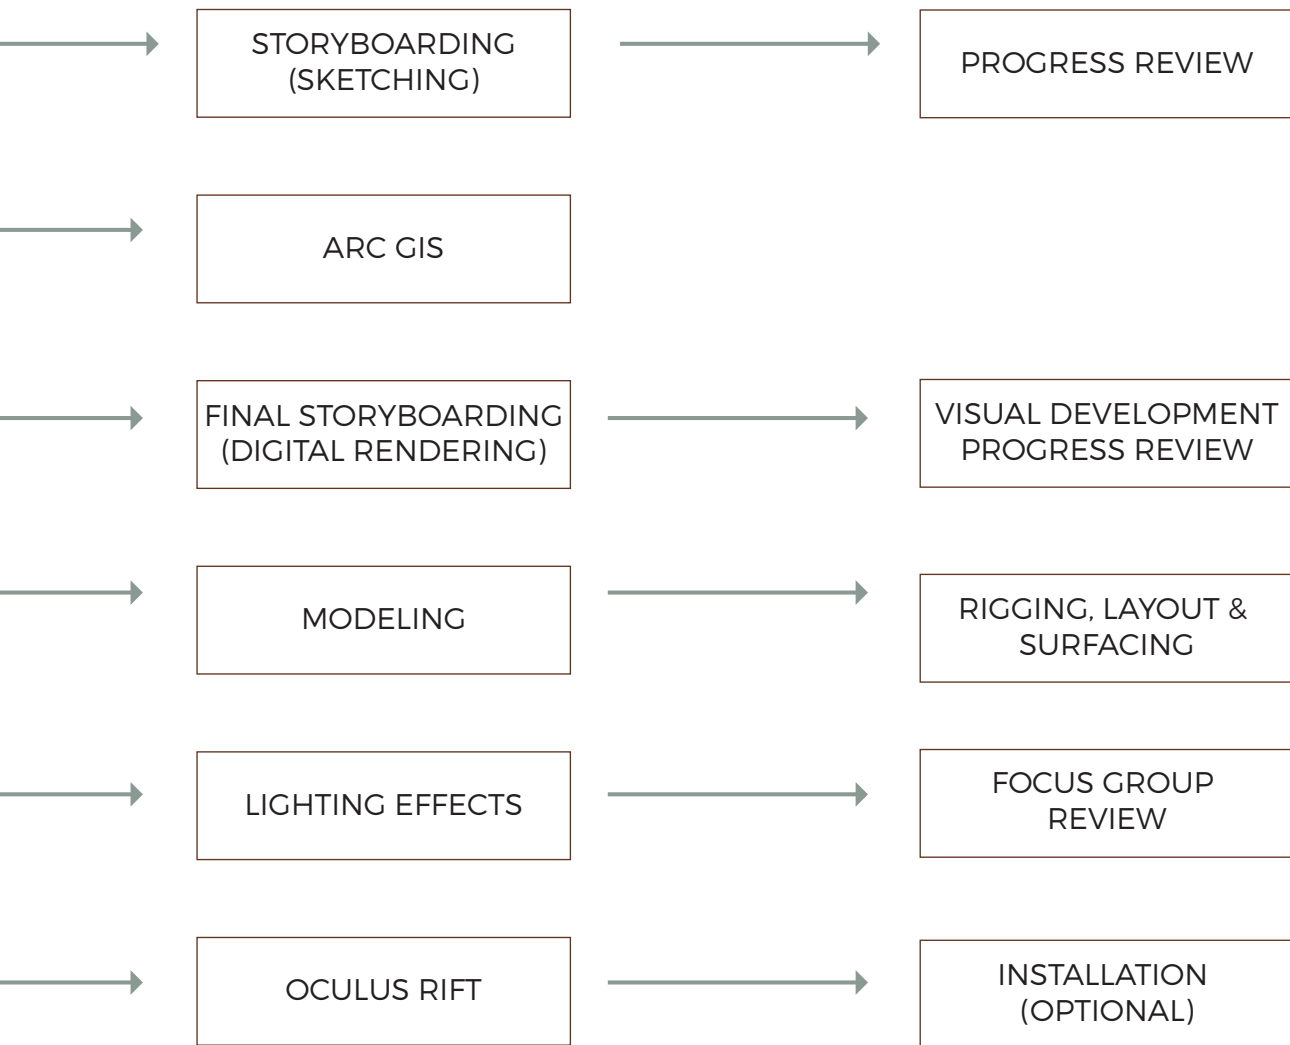 STORYBOARDING
(SKETCHING)
PROGRESS REVIEW
ARC GIS
FINAL STORYBOARDING
(DIGITAL RENDERING)
VISUAL DEVELOPMENT
PROGRESS REVIEW
MODELING
RIGGING, LAYOUT &
SURFACING
LIGHTING EFFECTS
FOCUS GROUP
REVIEW
OCULUS RIFT
INSTALLATION
(OPTIONAL)